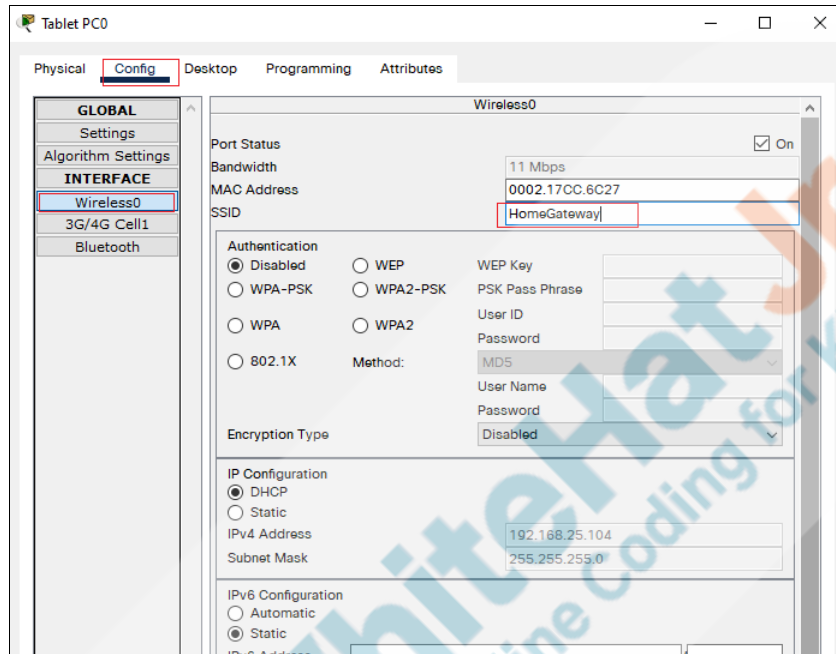 Tablet PC0
Physical Config Desktop Programming Attributes
GLOBAL
Settings
Algorithm Settings
INTERFACE
Wireless0
3G/4G Cell1
Bluetooth
Wireless0
Port Status On
Bandwidth 11 Mbps
MAC Address 0002.17CC.6C27
SSID HomeGateway
Authentication
Disabled WEP WEP Key
WPA-PSK WPA2-PSK PSK Pass Phrase
User ID
WPA WPA2
Password
802.1X Method: MD5
User Name
Password
Encryption Type Disabled
IP Configuration
DHCP
Static
IPv4 Address 192.168.25.104
Subnet Mask 255.255.255.0
IPv6 Configuration
Automatic
Static
WhiteHat Jr